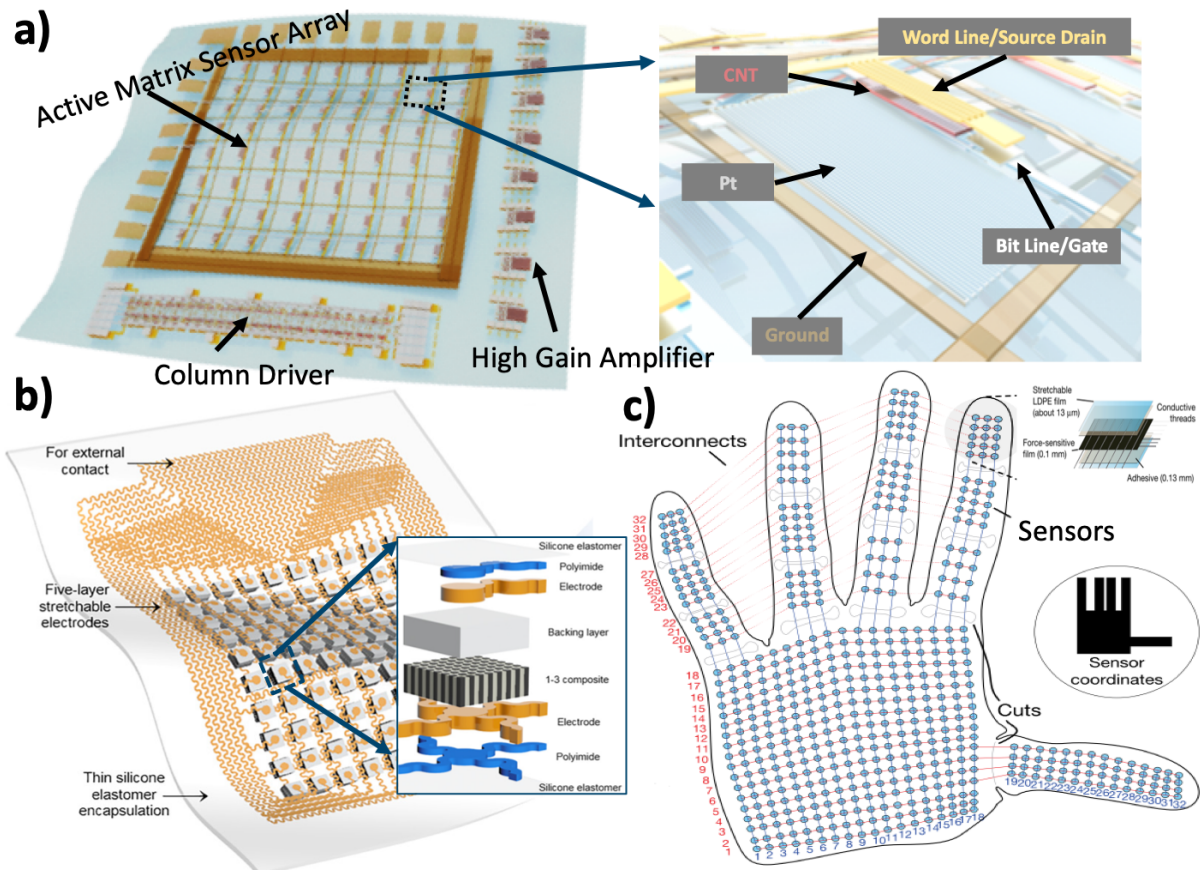 a)
Active Matrix Sensor Array
Column Driver
High Gain Amplifier
Word Line/Source Drain
CNT
Pt
Bit Line/Gate
Ground
b)
For external
contact
Five-layer
stretchable
electrodes
Thin silicone
elastomer
encapsulation
Silicone elastomer
Polyimide
Electrode
Backing layer
1-3 composite
Electrode
Polyimide
Silicone elastomer
c)
Interconnects
Stretchable
LDPE film
(about 13 μm)
Conductive
threads
Force-sensitive
film (0.1 mm)
Adhesive (0.13 mm)
Sensors
Sensor
coordinates
Cuts
32
31
30
29
28
27
26
25
24
23
22
21
20
19
18
17
16
15
14
13
12
11
10
9
8
7
6
5
4
3
2
1
1 2 3 4 5 6 7 8 9 10 11 12 13 14 15 16 17 18
19 20 21 22 23 24 25 26 27 28 29 30 31 32